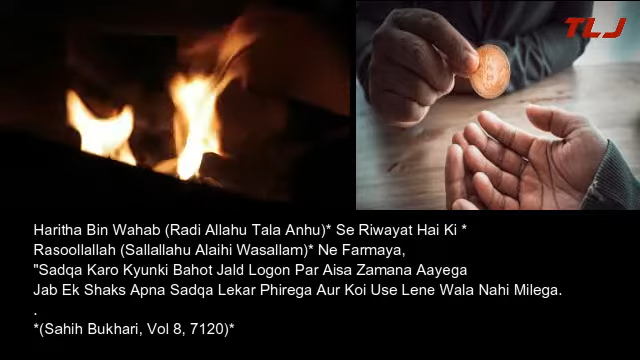 TLJ
Haritha Bin Wahab (Radi Allahu Tala Anhu)* Se Riwayat Hai Ki *
Rasoollallah (Sallallahu Alaihi Wasallam)* Ne Farmaya,
"Sadqa Karo Kyunki Bahot Jald Logon Par Aisa Zamana Aayega
Jab Ek Shaks Apna Sadqa Lekar Phirega Aur Koi Use Lene Wala Nahi Milega.
.
*(Sahih Bukhari, Vol 8, 7120)*